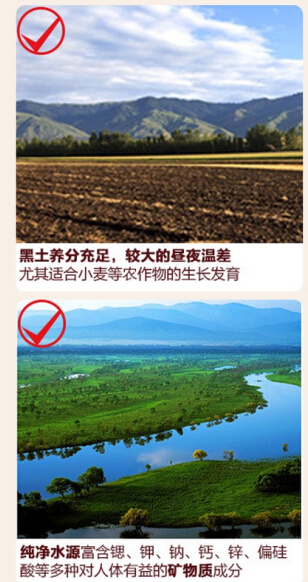 黑土养分充足，较大的昼夜温差
尤其适合小麦等农作物的生长发育
纯净水源富含锶、钾、钠、钙、锌、偏硅
酸等多种对人体有益的矿物质成分